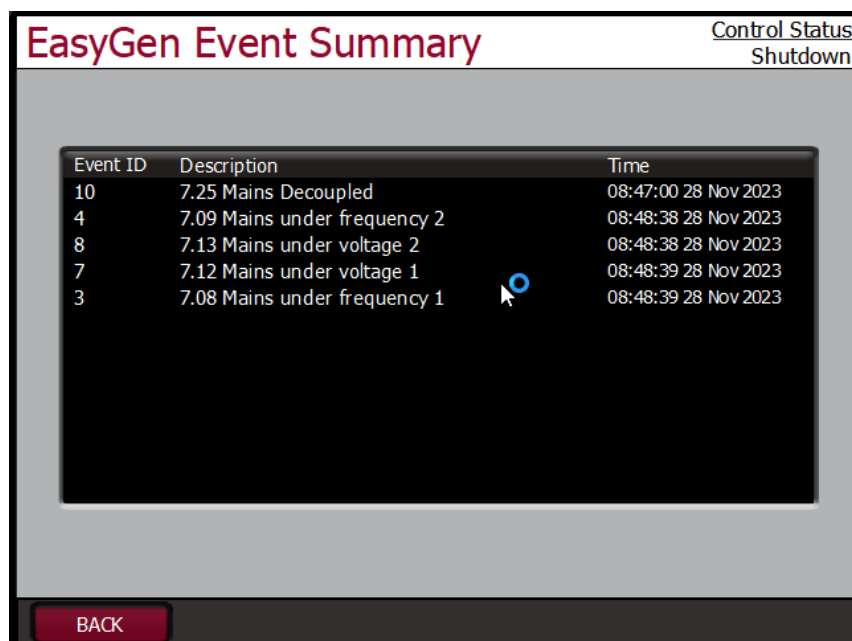 EasyGen Event Summary
Control Status
Shutdown
Event ID Description Time
10 7.25 Mains Decoupled 08:47:00 28 Nov 2023
4 7.09 Mains under frequency 2 08:48:38 28 Nov 2023
8 7.13 Mains under voltage 2 08:48:38 28 Nov 2023
7 7.12 Mains under voltage 1 08:48:39 28 Nov 2023
3 7.08 Mains under frequency 1 08:48:39 28 Nov 2023
BACK